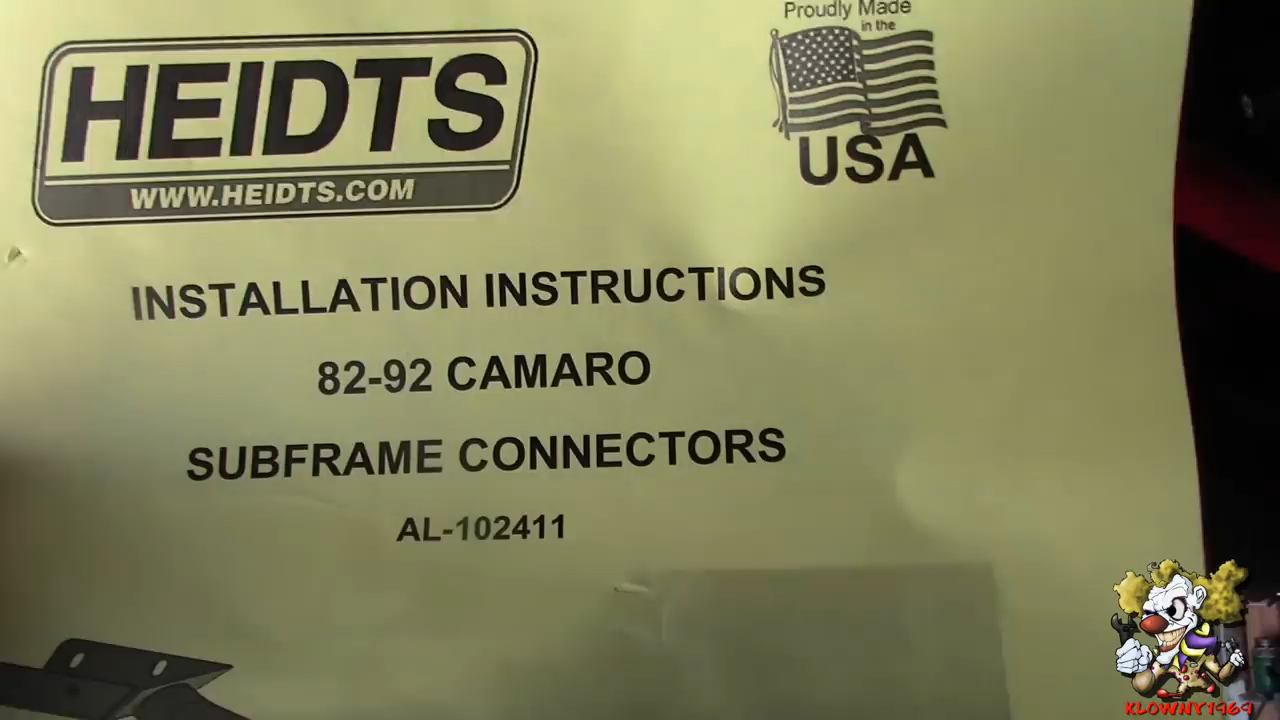 Proudly Made
in the
USA
HEIDTS
WWW.HEIDTS.COM
INSTALLATION INSTRUCTIONS
82-92 CAMARO
SUBFRAME CONNECTORS
AL-102411
KLOWNY1969